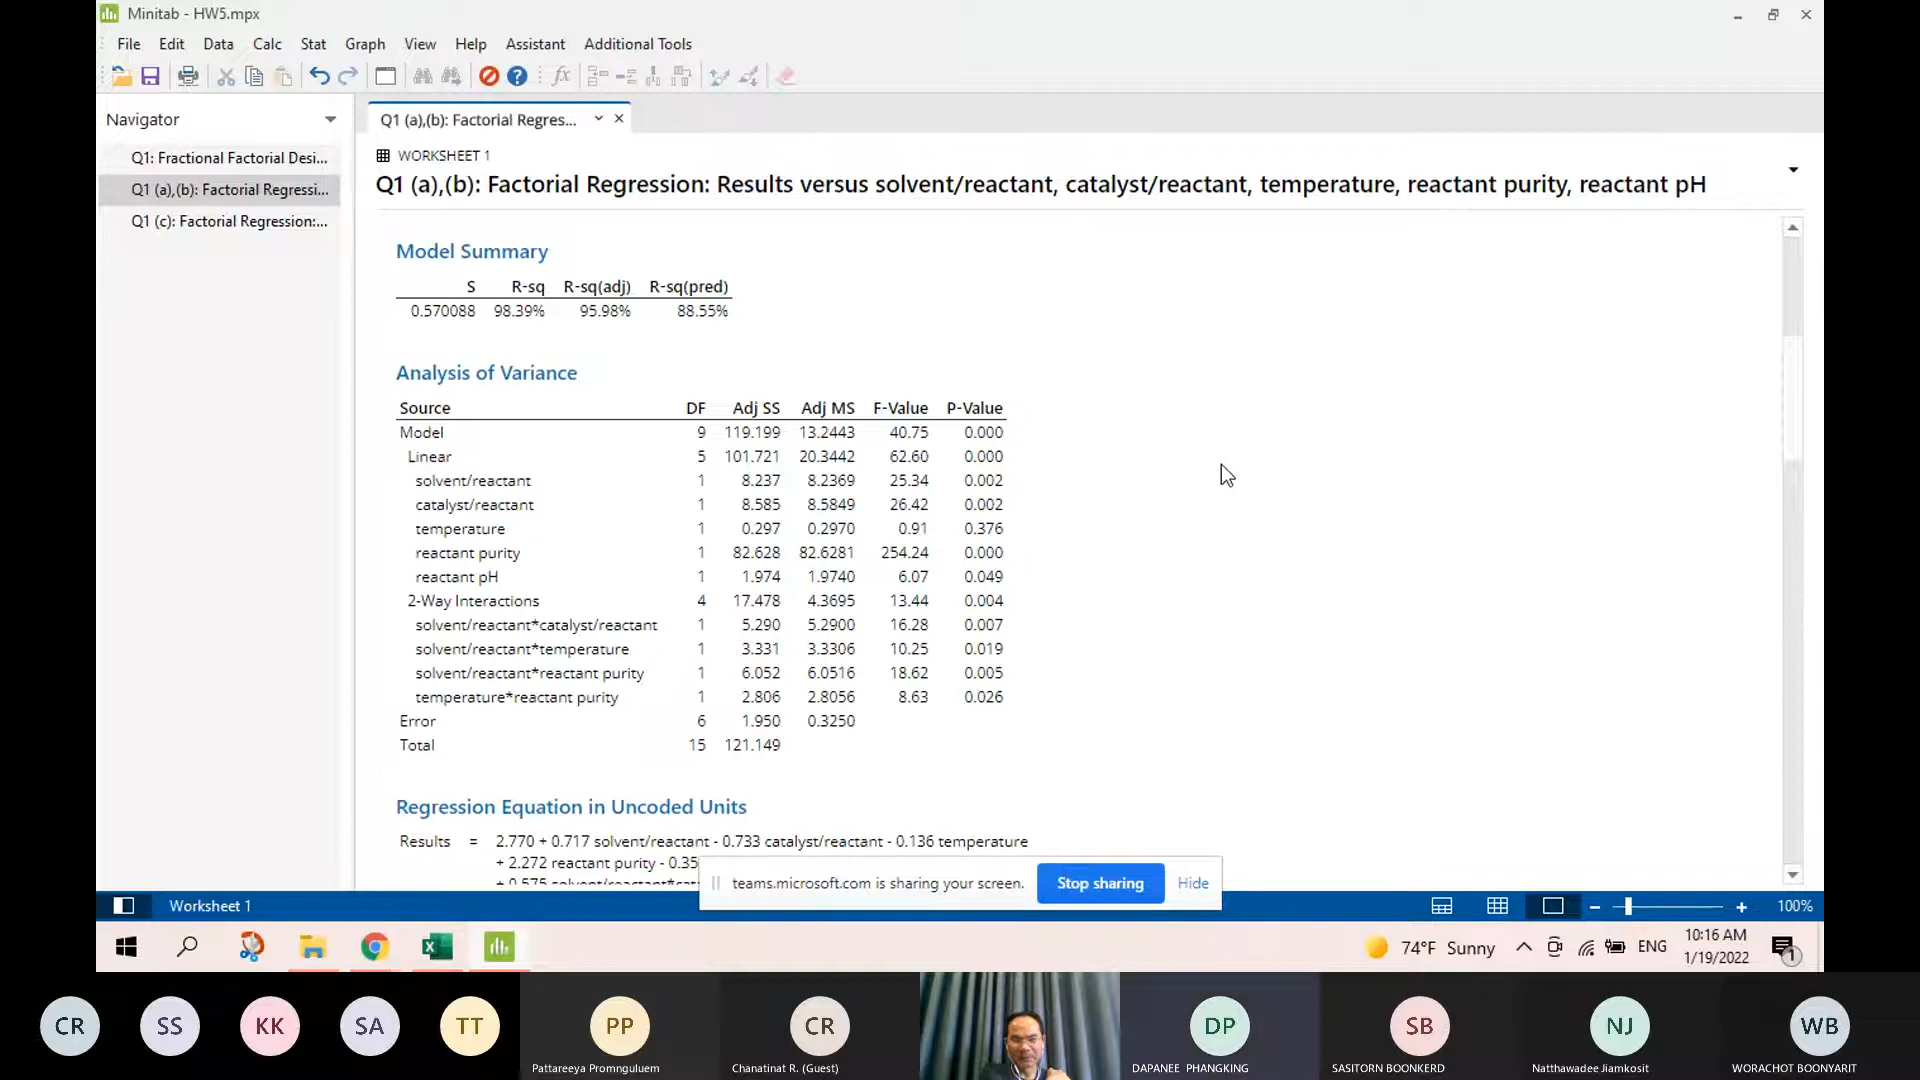 Minitab - HW5.mpx
File Edit Data Calc Stat Graph View Help Assistant Additional Tools
Navigator
Q1: Fractional Factorial Desi...
Q1 (a),(b): Factorial Regressi...
Q1 (c): Factorial Regression:...
Q1 (a),(b): Factorial Regres...
WORKSHEET 1
Q1 (a),(b): Factorial Regression: Results versus solvent/reactant, catalyst/reactant, temperature, reactant purity, reactant pH
Model Summary
S R-sq R-sq(adj) R-sq(pred)
0.570088 98.39% 95.98% 88.55%
Analysis of Variance
Source DF Adj SS Adj MS F-Value P-Value
Model 9 119.199 13.2443 40.75 0.000
Linear 5 101.721 20.3442 62.60 0.000
solvent/reactant 1 8.237 8.2369 25.34 0.002
catalyst/reactant 1 8.585 8.5849 26.42 0.002
temperature 1 0.297 0.2970 0.91 0.376
reactant purity 1 82.628 82.6281 254.24 0.000
reactant pH 1 1.974 1.9740 6.07 0.049
2-Way Interactions 4 17.478 4.3695 13.44 0.004
solvent/reactant*catalyst/reactant 1 5.290 5.2900 16.28 0.007
solvent/reactant*temperature 1 3.331 3.3306 10.25 0.019
solvent/reactant*reactant purity 1 6.052 6.0516 18.62 0.005
temperature*reactant purity 1 2.806 2.8056 8.63 0.026
Error 6 1.950 0.3250
Total 15 121.149
Regression Equation in Uncoded Units
Results = 2.770 + 0.717 solvent/reactant - 0.733 catalyst/reactant - 0.136 temperature
+ 2.272 reactant purity - 0.35
+ 0.575 solvent/reactant*cat
teams.microsoft.com is sharing your screen. Stop sharing Hide
Worksheet 1
100%
74°F Sunny
ENG
10:16 AM
1/19/2022
1
CR SS KK SA TT PP CR DP SB NJ WB
Pattareeya Promnguluem
Chanatinat R. (Guest)
DAPANEE PHANGKING
SASITORN BOONKERD
Natthawadee Jiamkosit
WORACHOT BOONYARIT